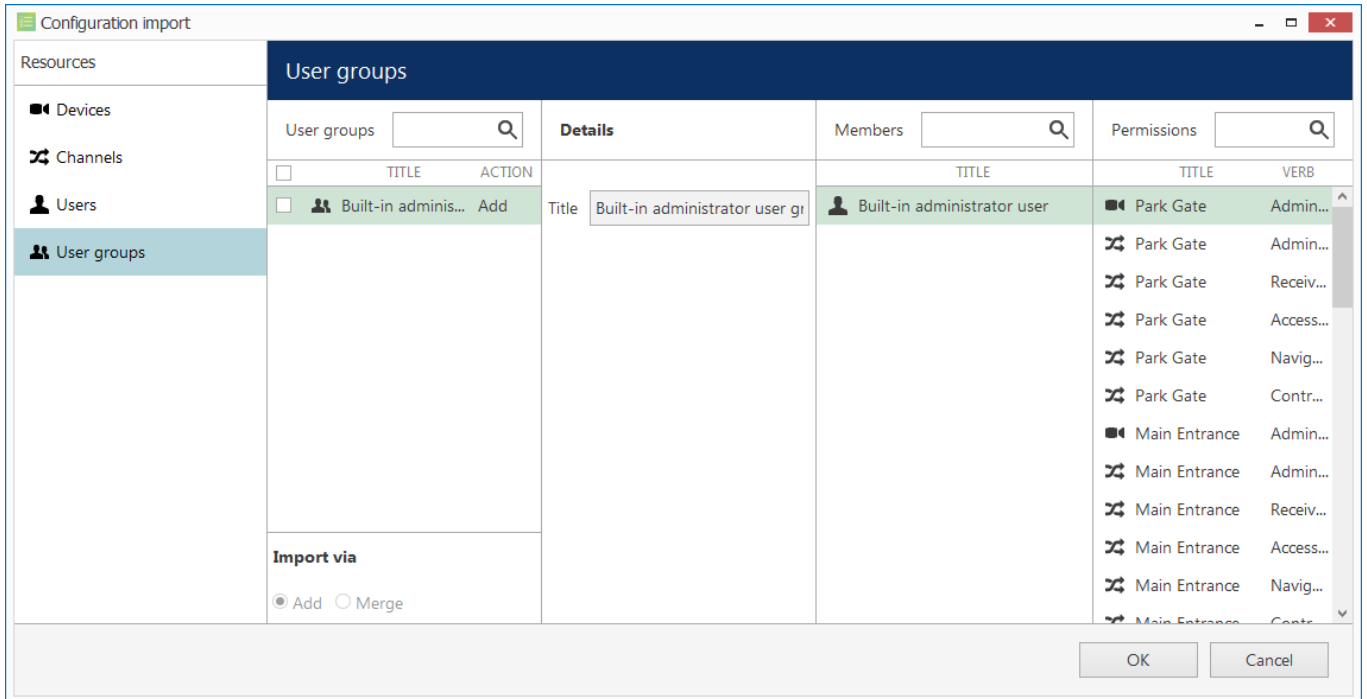 Configuration import
Resources
Devices
Channels
Users
User groups
User groups
User groups
Details
Members
Permissions
TITLE ACTION
TITLE
TITLE VERB
Built-in adminis... Add
Title Built-in administrator user gr
Built-in administrator user
Park Gate Admin...
Park Gate Admin...
Park Gate Receiv...
Park Gate Access...
Park Gate Navig...
Park Gate Contr...
Main Entrance Admin...
Main Entrance Admin...
Main Entrance Receiv...
Main Entrance Access...
Main Entrance Navig...
Main Entrance Contr...
Import via
Add Merge
OK Cancel